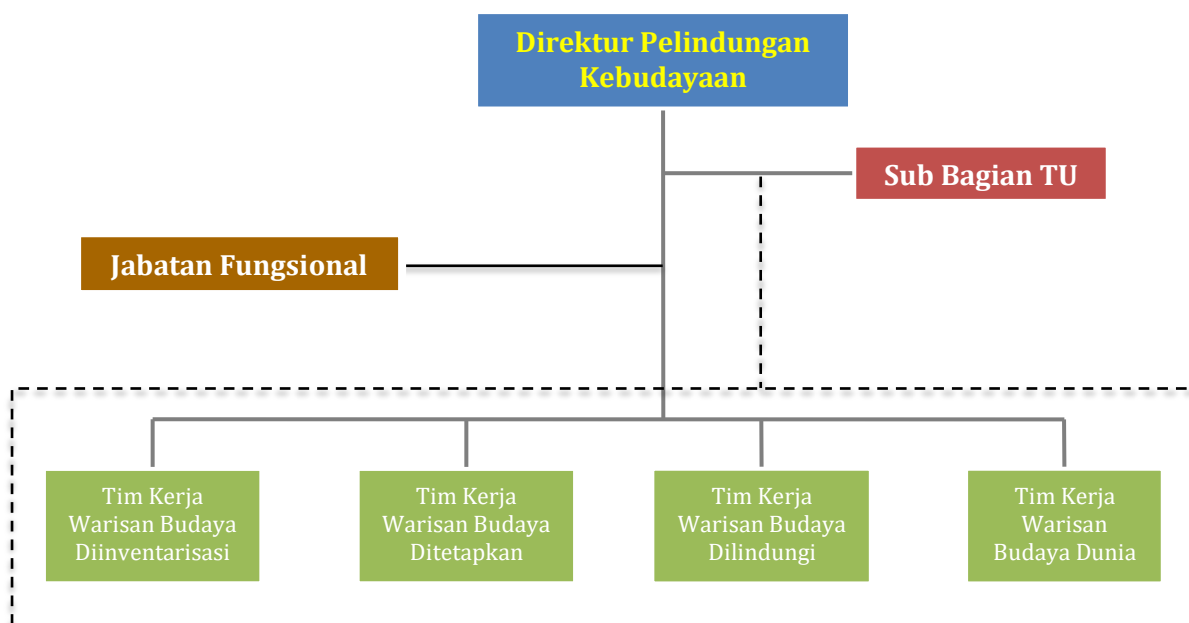 Direktur Pelindungan
Kebudayaan
Sub Bagian TU
Jabatan Fungsional
Tim Kerja
Warisan Budaya
Diinventarisasi
Tim Kerja
Warisan Budaya
Ditetapkan
Tim Kerja
Warisan Budaya
Dilindungi
Tim Kerja
Warisan
Budaya Dunia